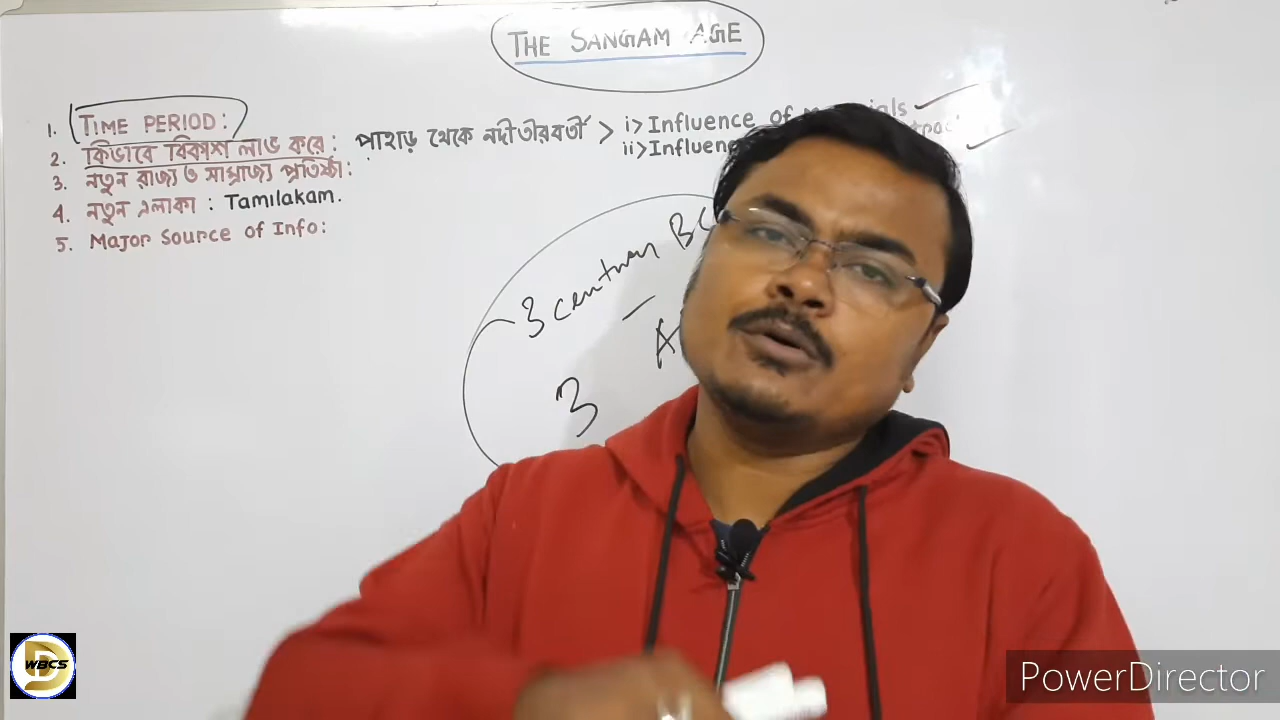 THE SANGAM AGE
1. TIME PERIOD:
2. কিভাবে বিকাশ লাভ করে: পাহাড় থেকে নদীতীরবর্তী > i> Influence of
ii> Influence
3. নতুন রাজ্য ও সাম্রাজ্য প্রতিষ্ঠা:
4. নতুন এলাকা : Tamilakam.
5. Major Source of Info:
3 century BC
3
WBCS
PowerDirector